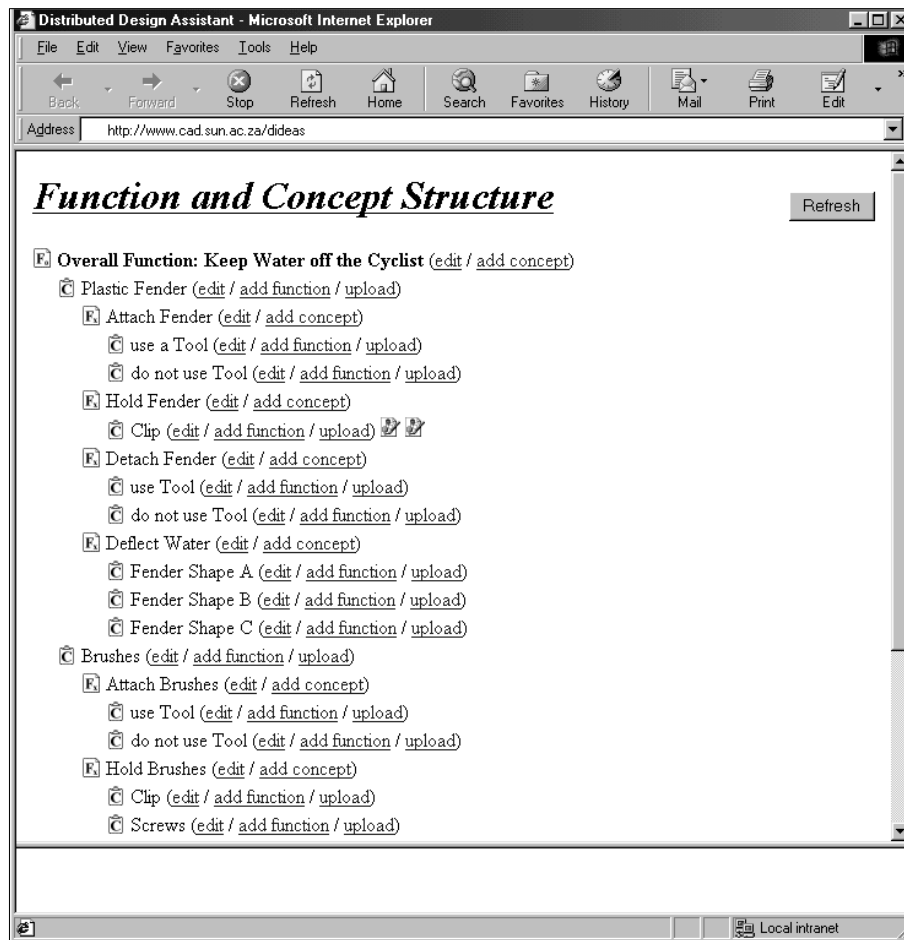 Distributed Design Assistant - Microsoft Internet Explorer
File Edit View Favorites Tools Help
Back Forward Stop Refresh Home Search Favorites History Mail Print Edit
Address http://www.cad.sun.ac.za/dideas
Function and Concept Structure
Refresh
Overall Function: Keep Water off the Cyclist (edit / add concept)
C Plastic Fender (edit / add function / upload)
Attach Fender (edit / add concept)
C use a Tool (edit / add function / upload)
C do not use Tool (edit / add function / upload)
Hold Fender (edit / add concept)
C Clip (edit / add function / upload)
Detach Fender (edit / add concept)
C use Tool (edit / add function / upload)
C do not use Tool (edit / add function / upload)
Deflect Water (edit / add concept)
C Fender Shape A (edit / add function / upload)
C Fender Shape B (edit / add function / upload)
C Fender Shape C (edit / add function / upload)
C Brushes (edit / add function / upload)
Attach Brushes (edit / add concept)
C use Tool (edit / add function / upload)
C do not use Tool (edit / add function / upload)
Hold Brushes (edit / add concept)
C Clip (edit / add function / upload)
C Screws (edit / add function / upload)
Local intranet